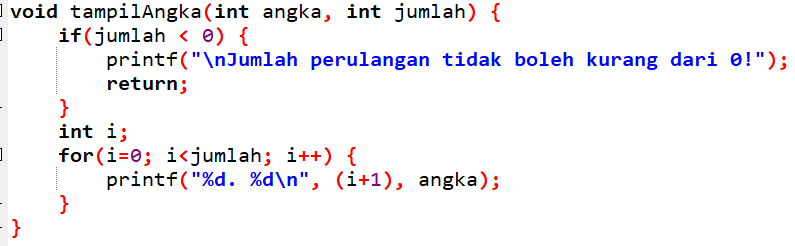 void tampilAngka(int angka, int jumlah) {
    if(jumlah < 0) {
        printf("\nJumlah perulangan tidak boleh kurang dari 0!");
        return;
    }
    int i;
    for(i=0; i<jumlah; i++) {
        printf("%d. %d\n", (i+1), angka);
    }
}